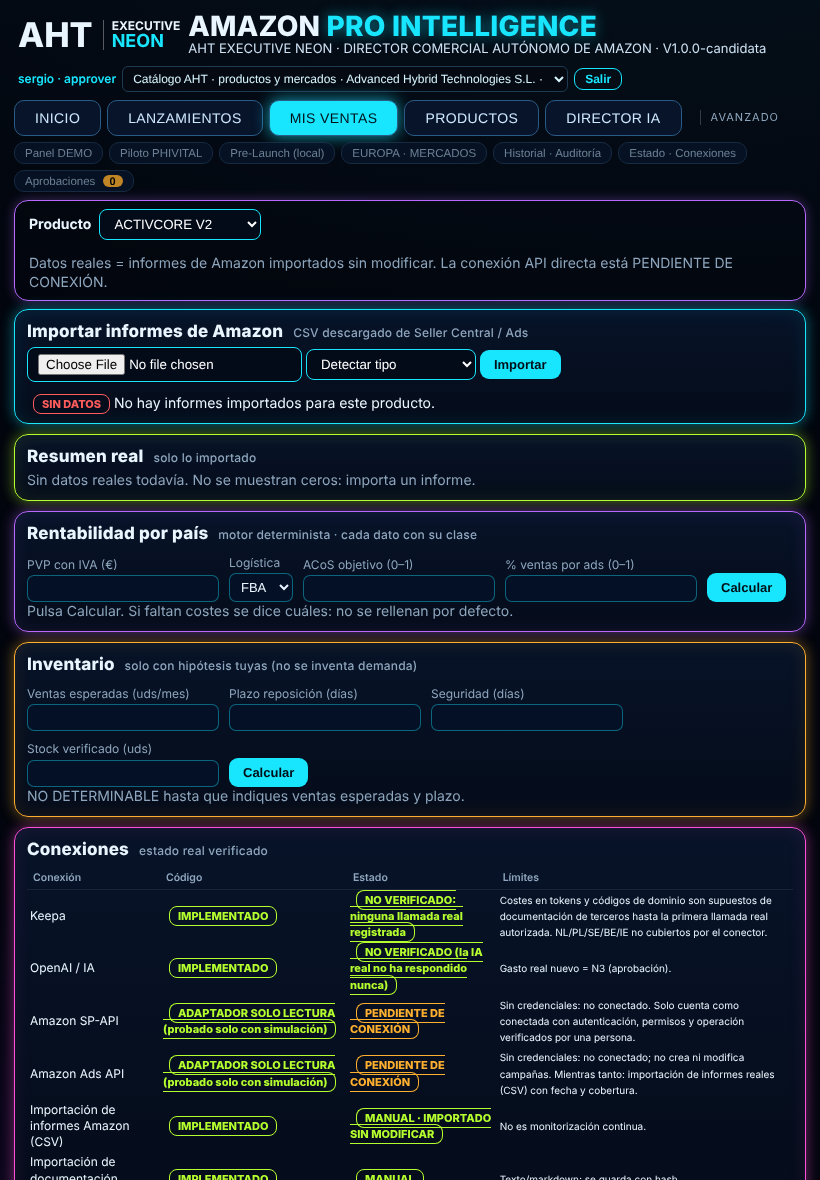 AHT
EXECUTIVE
NEON
AMAZON PRO INTELLIGENCE
AHT EXECUTIVE NEON · DIRECTOR COMERCIAL AUTÓNOMO DE AMAZON · V1.0.0-candidata
sergio · approver
Catálogo AHT · productos y mercados · Advanced Hybrid Technologies S.L. ·
Salir
INICIO
LANZAMIENTOS
MIS VENTAS
PRODUCTOS
DIRECTOR IA
AVANZADO
Panel DEMO
Piloto PHIVITAL
Pre-Launch (local)
EUROPA · MERCADOS
Historial · Auditoría
Estado · Conexiones
Aprobaciones 0
Producto
ACTIVCORE V2
Datos reales = informes de Amazon importados sin modificar. La conexión API directa está PENDIENTE DE
CONEXIÓN.
Importar informes de Amazon CSV descargado de Seller Central / Ads
Choose File No file chosen
Detectar tipo
Importar
SIN DATOS No hay informes importados para este producto.
Resumen real solo lo importado
Sin datos reales todavía. No se muestran ceros: importa un informe.
Rentabilidad por país motor determinista · cada dato con su clase
PVP con IVA (€)
Logística
ACoS objetivo (0–1)
% ventas por ads (0–1)
FBA
Calcular
Pulsa Calcular. Si faltan costes se dice cuáles: no se rellenan por defecto.
Inventario solo con hipótesis tuyas (no se inventa demanda)
Ventas esperadas (uds/mes)
Plazo reposición (días)
Seguridad (días)
Stock verificado (uds)
Calcular
NO DETERMINABLE hasta que indiques ventas esperadas y plazo.
Conexiones estado real verificado
Conexión
Código
Estado
Límites
Keepa
IMPLEMENTADO
NO VERIFICADO:
ninguna llamada real
registrada
Costes en tokens y códigos de dominio son supuestos de
documentación de terceros hasta la primera llamada real
autorizada. NL/PL/SE/BE/IE no cubiertos por el conector.
OpenAI / IA
IMPLEMENTADO
NO VERIFICADO (la IA
real no ha respondido
nunca)
Gasto real nuevo = N3 (aprobación).
Amazon SP-API
ADAPTADOR SOLO LECTURA
(probado solo con simulación)
PENDIENTE DE
CONEXIÓN
Sin credenciales: no conectado. Solo cuenta como
conectada con autenticación, permisos y operación
verificados por una persona.
Amazon Ads API
ADAPTADOR SOLO LECTURA
(probado solo con simulación)
PENDIENTE DE
CONEXIÓN
Sin credenciales: no conectado; no crea ni modifica
campañas. Mientras tanto: importación de informes reales
(CSV) con fecha y cobertura.
Importación de
informes Amazon
(CSV)
IMPLEMENTADO
MANUAL · IMPORTADO
SIN MODIFICAR
No es monitorización continua.
Importación de
documentación
IMPLEMENTADO
MANUAL
Texto/markdown; se guarda con hash.